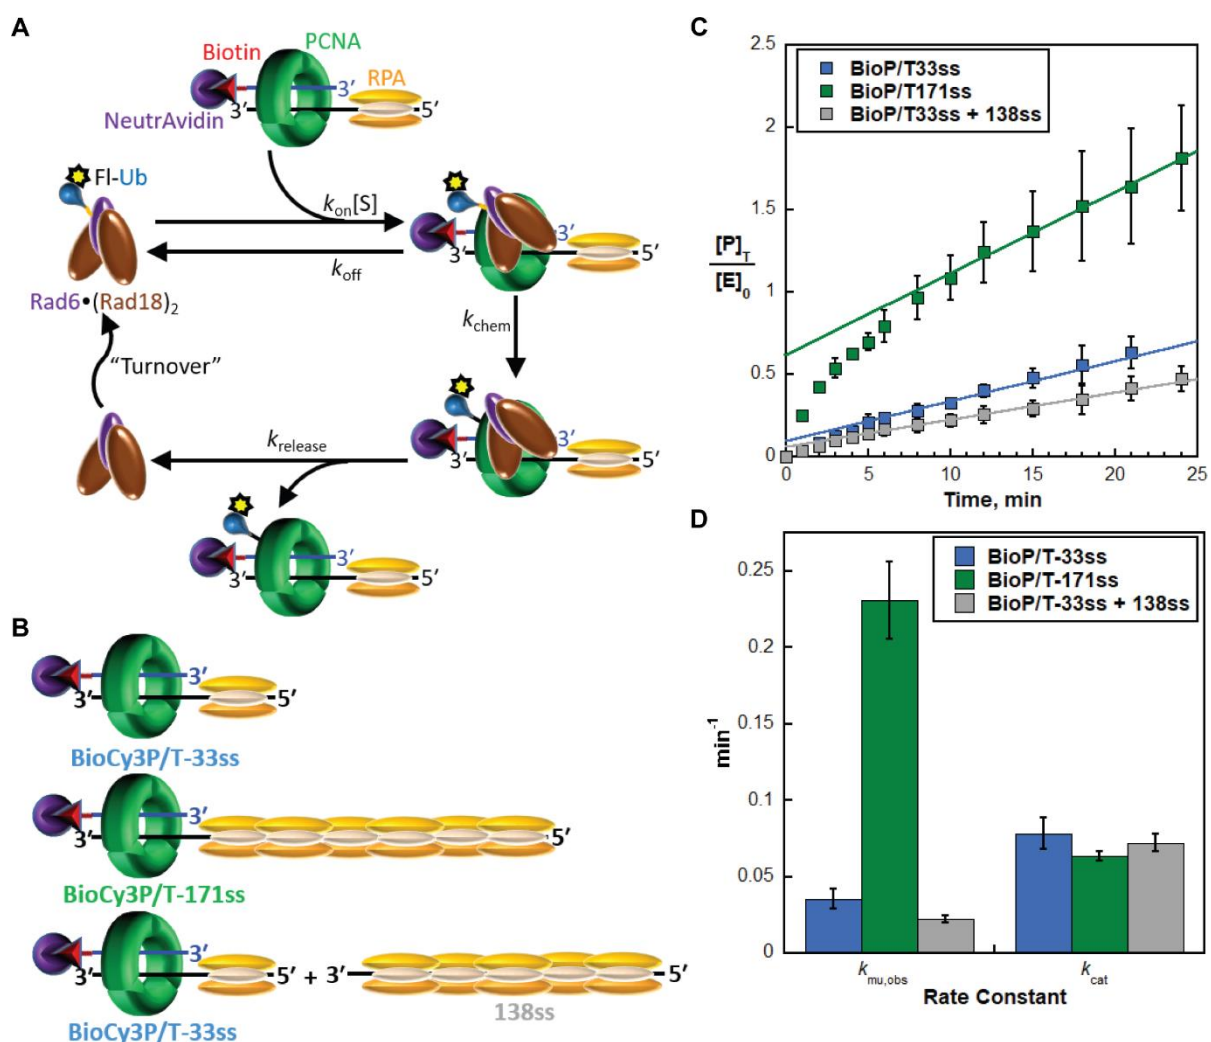 A
Biotin
PCNA
RPA
3′
3′
5′
NeutrAvidin
Fl-Ub
kon[S]
koff
3′
3′
5′
Rad6•(Rad18)2
kchem
“Turnover”
krelease
3′
3′
5′
3′
3′
5′
B
3′
3′
5′
BioCy3P/T-33ss
3′
3′
5′
BioCy3P/T-171ss
3′
3′
5′ + 3′
5′
BioCy3P/T-33ss
138ss
C
2.5
2
1.5
1
0.5
0
[P]T
[E]0
BioP/T33ss
BioP/T171ss
BioP/T33ss + 138ss
0 5 10 15 20 25
Time, min
D
0.25
0.2
0.15
0.1
0.05
0
min-1
BioP/T-33ss
BioP/T-171ss
BioP/T-33ss + 138ss
kmu,obs
kcat
Rate Constant